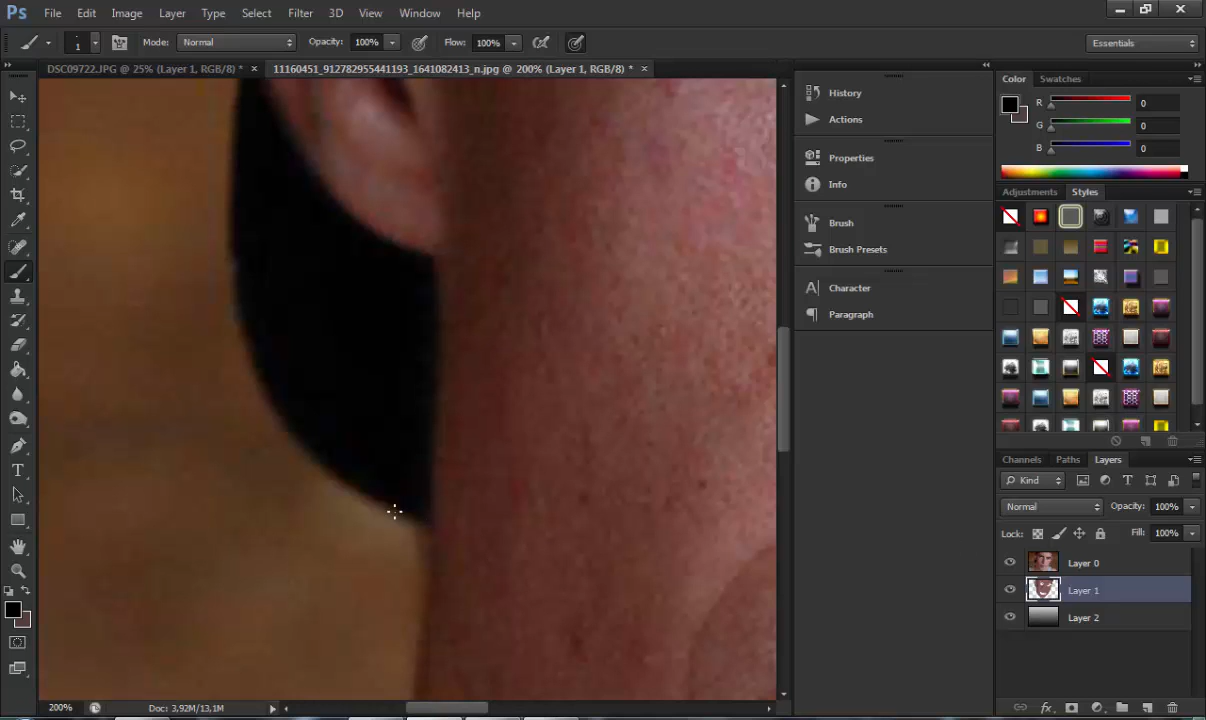 Ps File Edit Image Layer Type Select Filter 3D View Window Help
1 Mode: Normal Opacity: 100% Flow: 100% Essentials
DSC09722.JPG @ 25% (Layer 1, RGB/8) * × 11160451_912782955441193_1641082413_n.jpg @ 200% (Layer 1, RGB/8) * ×
History
Actions
Properties
Info
Brush
Brush Presets
Character
Paragraph
Color Swatches
R 0
G 0
B 0
Adjustments Styles
Channels Paths Layers
Kind
Normal Opacity: 100%
Lock: Fill: 100%
Layer 0
Layer 1
Layer 2
200% Doc: 3,92M/13,1M